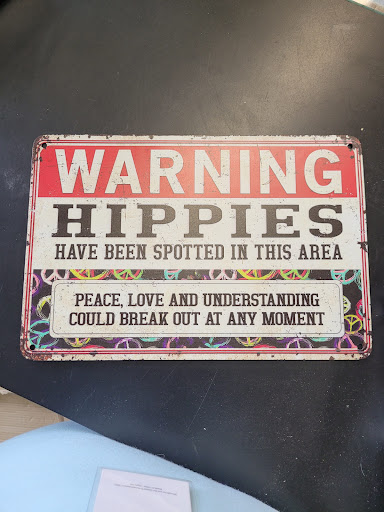 WARNING
HIPPIES
HAVE BEEN SPOTTED IN THIS AREA
PEACE, LOVE AND UNDERSTANDING
COULD BREAK OUT AT ANY MOMENT